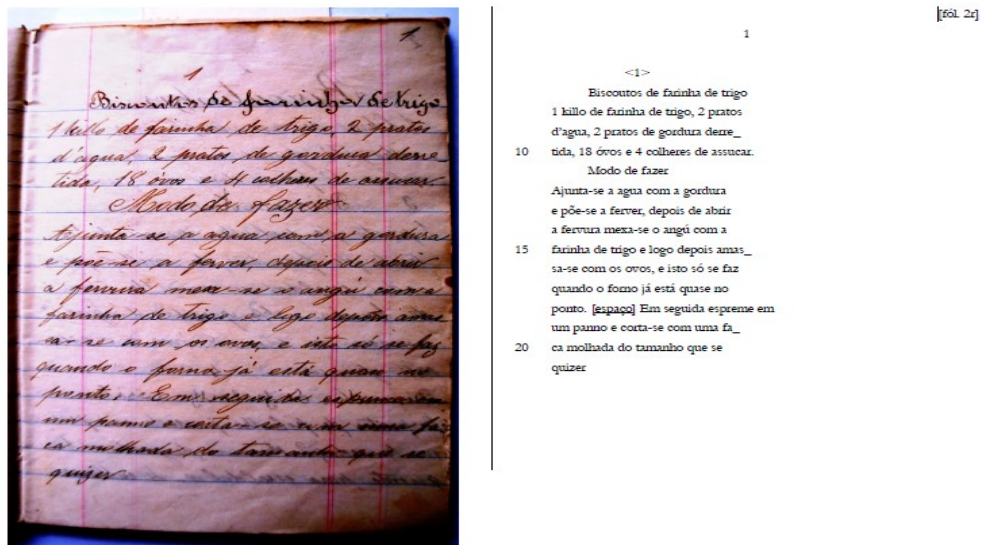 1
1
Biscoutos de farinha de trigo
1 killo de farinha de trigo, 2 pratos
d'agua, 2 pratos de gordura derre
tida, 18 óvos e 4 colheres de assucar.
Modo de fazer
Ajunta-se a agua com a gordura
e põe-se a ferver, depois de abrir
a fervura mexa-se o angú com a
farinha de trigo e logo depois amas
sa-se com os ovos, e isto só se faz
quando o forno já está quase no
ponto. Em seguida espreme em
um panno e corta-se com uma fa
ca molhada do tamanho que se
quizer
[fól. 2r]
1
<1>
Biscoutos de farinha de trigo
1 killo de farinha de trigo, 2 pratos
d'agua, 2 pratos de gordura derre_
10 tida, 18 óvos e 4 colheres de assucar.
Modo de fazer
Ajunta-se a agua com a gordura
e põe-se a ferver, depois de abrir
a fervura mexa-se o angú com a
15 farinha de trigo e logo depois amas_
sa-se com os ovos, e isto só se faz
quando o forno já está quase no
ponto. [espaço] Em seguida espreme em
um panno e corta-se com uma fa_
20 ca molhada do tamanho que se
quizer